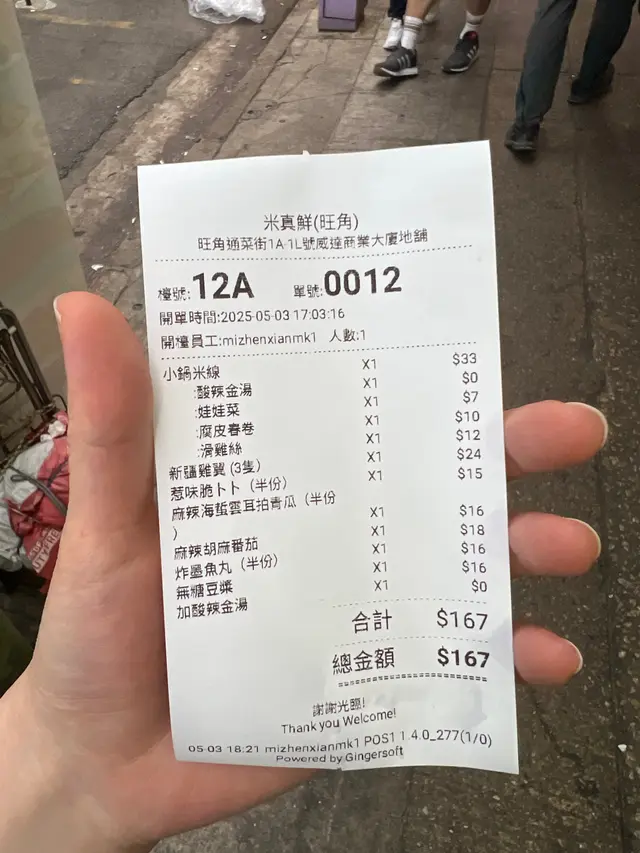 米真鮮(旺角)
旺角通菜街1A-1L號威達商業大廈地舖
檯號:12A 單號:0012
開單時間:2025-05-03 17:03:16
開檯員工:mizhenxianmk1 人數:1
小鍋米線 X1 $33
:酸辣金湯 X1 $0
:娃娃菜 X1 $7
:腐皮春卷 X1 $10
:滑雞絲 X1 $12
新疆雞翼 (3隻) X1 $24
惹味脆卜卜 (半份) X1 $15
麻辣海蜇雲耳拍青瓜 (半份
) X1 $16
麻辣胡麻番茄 X1 $18
炸墨魚丸 (半份) X1 $16
無糖豆漿 X1 $16
加酸辣金湯 X1 $0
合計 $167
總金額 $167
謝謝光臨!
Thank you Welcome!
05-03 18:21 mizhenxianmk1 POS1 1.4.0_277(1/0)
Powered by Gingersoft